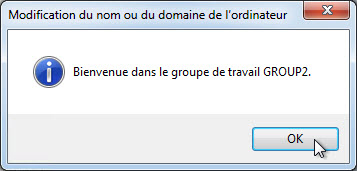 Modification du nom ou du domaine de l'ordinateur
Bienvenue dans le groupe de travail GROUP2.
OK